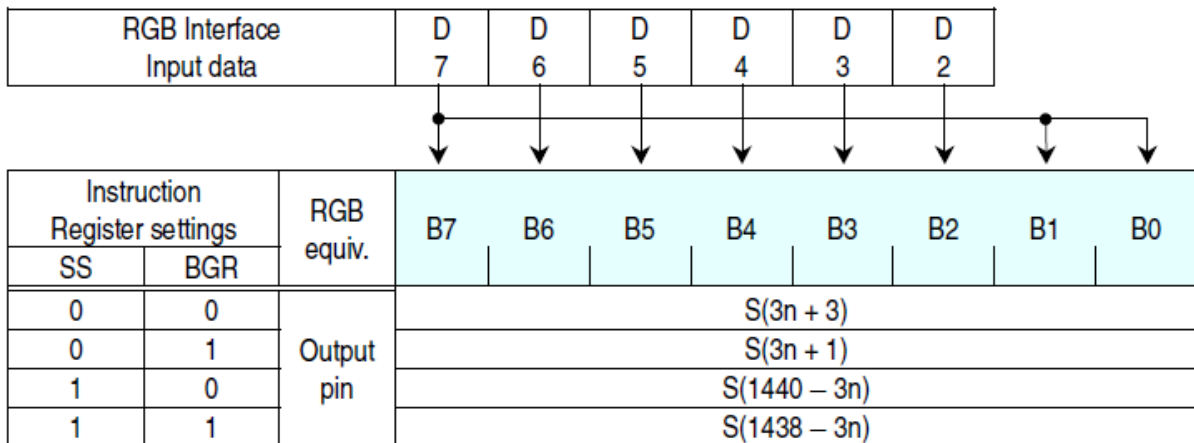 RGB Interface
Input data
D D D D D D
7 6 5 4 3 2
Instruction
Register settings
RGB
equiv.
B7 B6 B5 B4 B3 B2 B1 B0
SS BGR
0 0 S(3n + 3)
0 1 S(3n + 1)
Output
pin
1 0 S(1440 – 3n)
1 1 S(1438 – 3n)